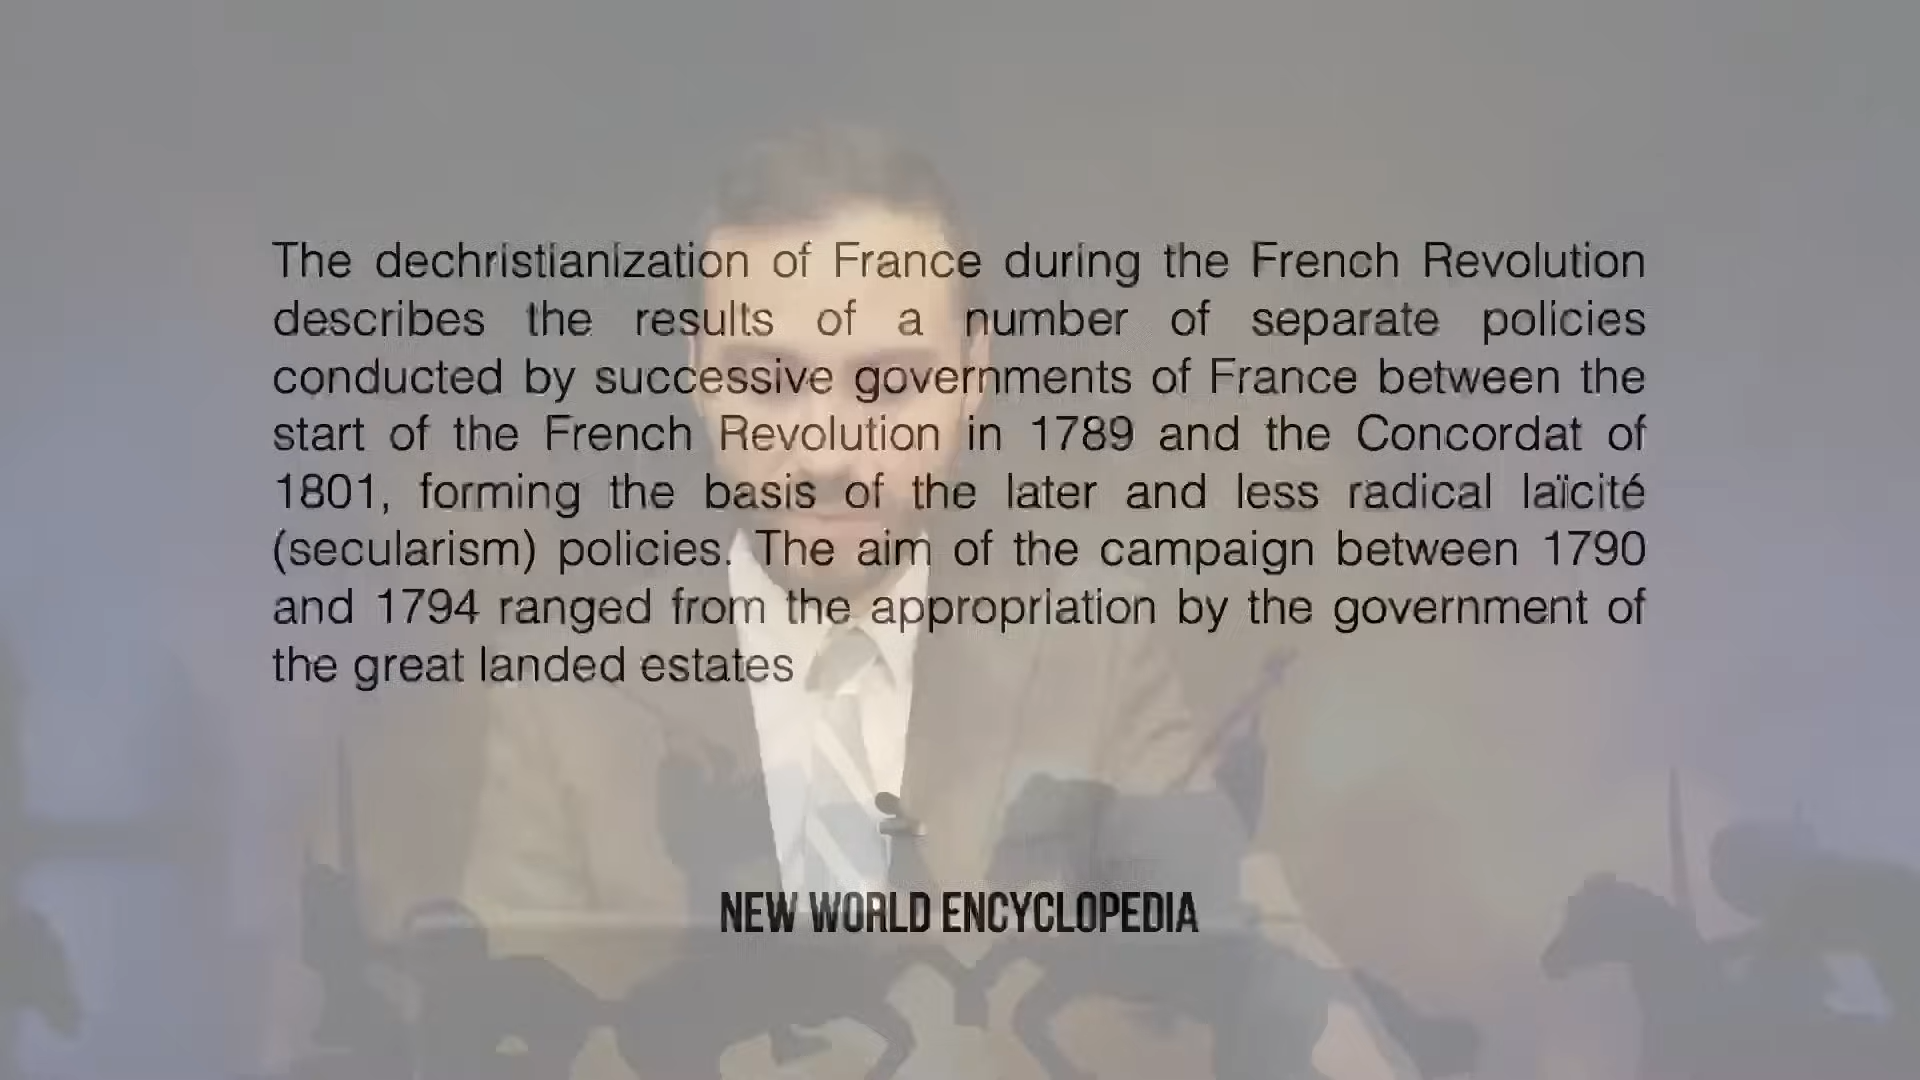 The dechristianization of France during the French Revolution
describes the results of a number of separate policies
conducted by successive governments of France between the
start of the French Revolution in 1789 and the Concordat of
1801, forming the basis of the later and less radical laïcité
(secularism) policies. The aim of the campaign between 1790
and 1794 ranged from the appropriation by the government of
the great landed estates
NEW WORLD ENCYCLOPEDIA